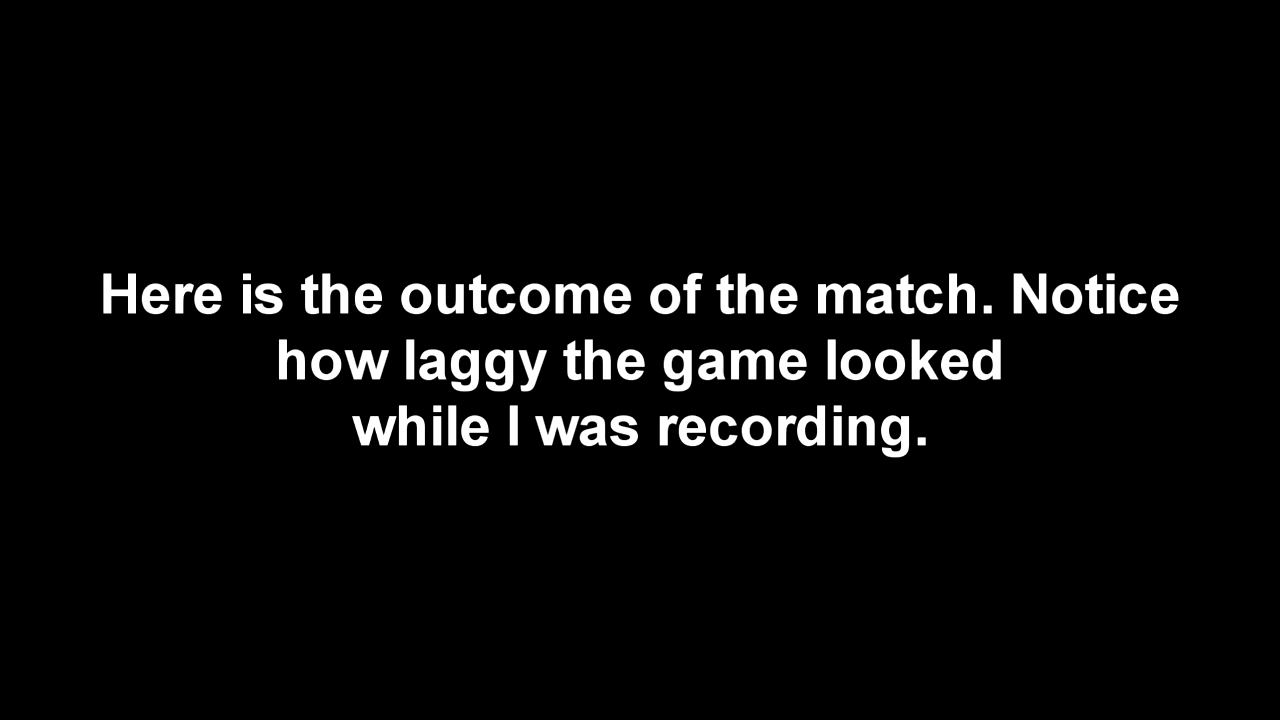 Here is the outcome of the match. Notice
how laggy the game looked
while I was recording.